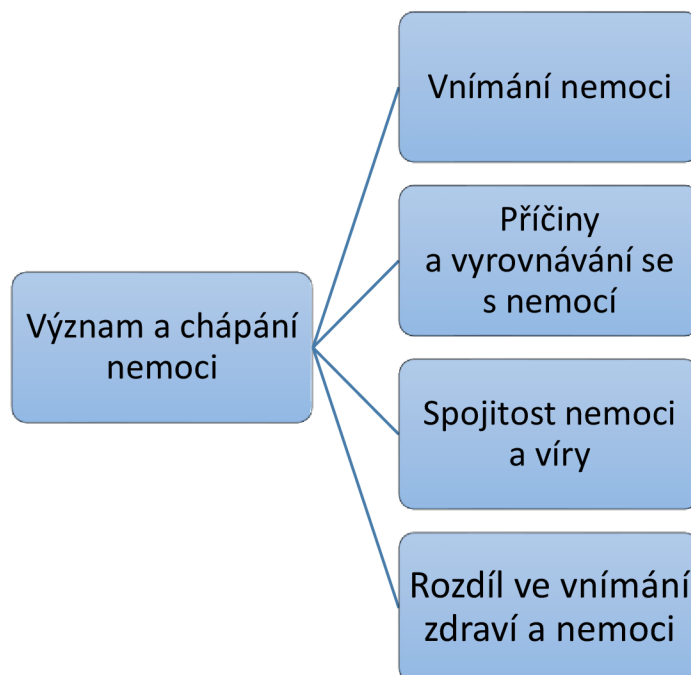 Význam a chápání
nemoci
Vnímání nemoci
Příčiny
a vyrovnávání se
s nemocí
Spojitost nemoci
a víry
Rozdíl ve vnímání
zdraví a nemoci